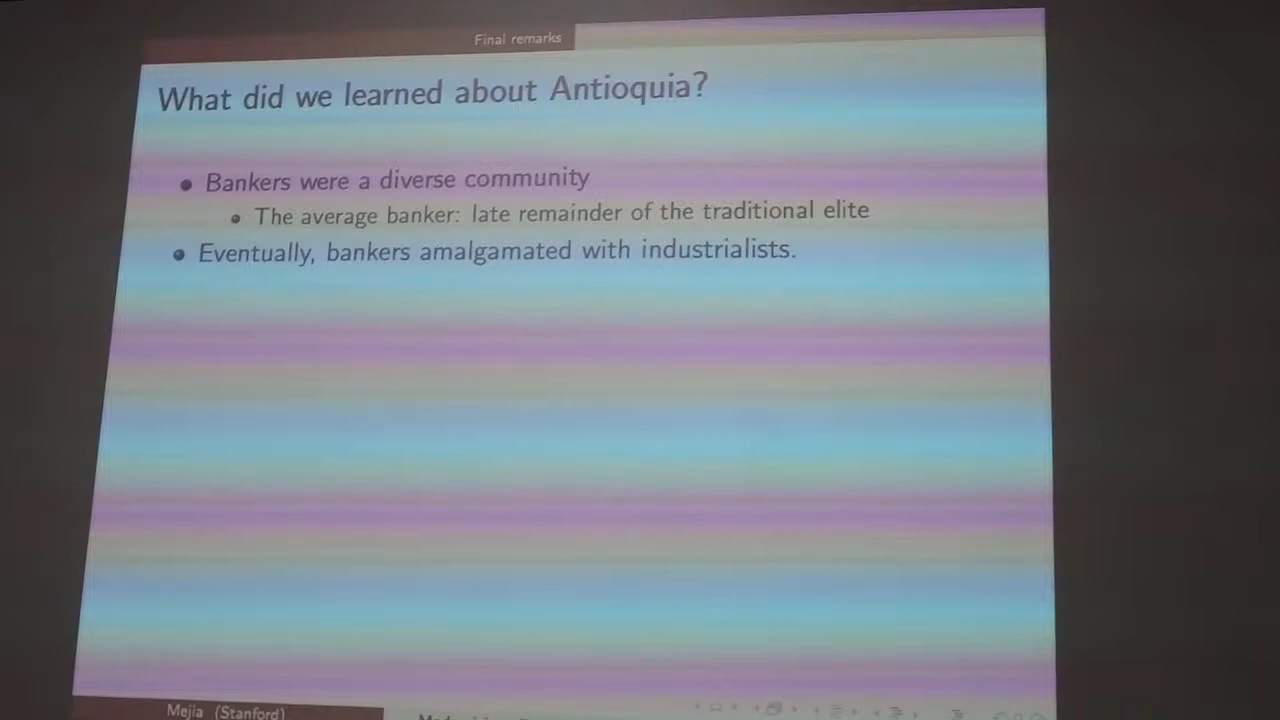 Final remarks
What did we learned about Antioquia?
Bankers were a diverse community
The average banker: late remainder of the traditional elite
Eventually, bankers amalgamated with industrialists.
Mejia (Stanford)